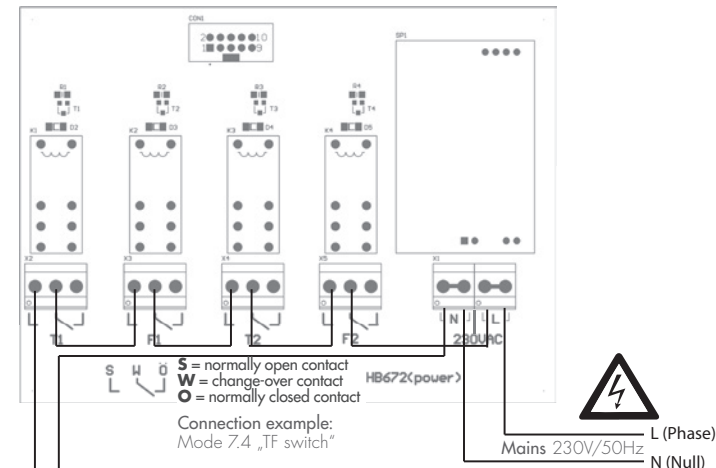 CON1
2 10
1 9
SP1
R1 R2 R3 R4
T1 T2 T3 T4
D2 D3 D4 D5
K1 K2 K3 K4
X2 X3 X4 X5 X1
T1 F1 T2 F2 N L
230VAC
S W Ö
S = normally open contact
W = change-over contact
O = normally closed contact
HB672(power)
Connection example:
Mode 7.4 „TF switch“
L (Phase)
Mains 230V/50Hz
N (Null)